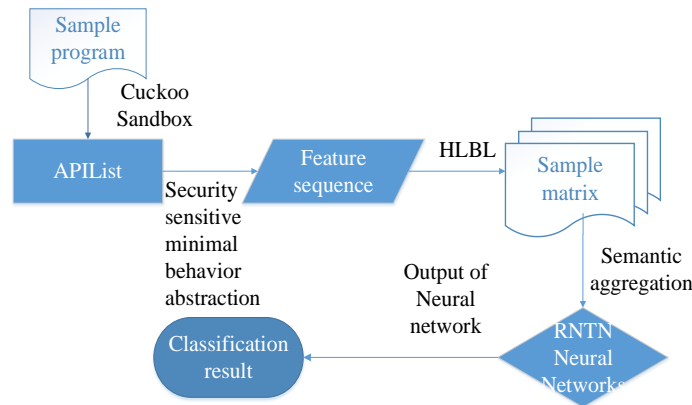 Sample
program
Cuckoo
Sandbox
APIList
Security
sensitive
minimal
behavior
abstraction
Feature
sequence
HLBL
Sample
matrix
Semantic
aggregation
RNTN
Neural
Networks
Output of
Neural
network
Classification
result